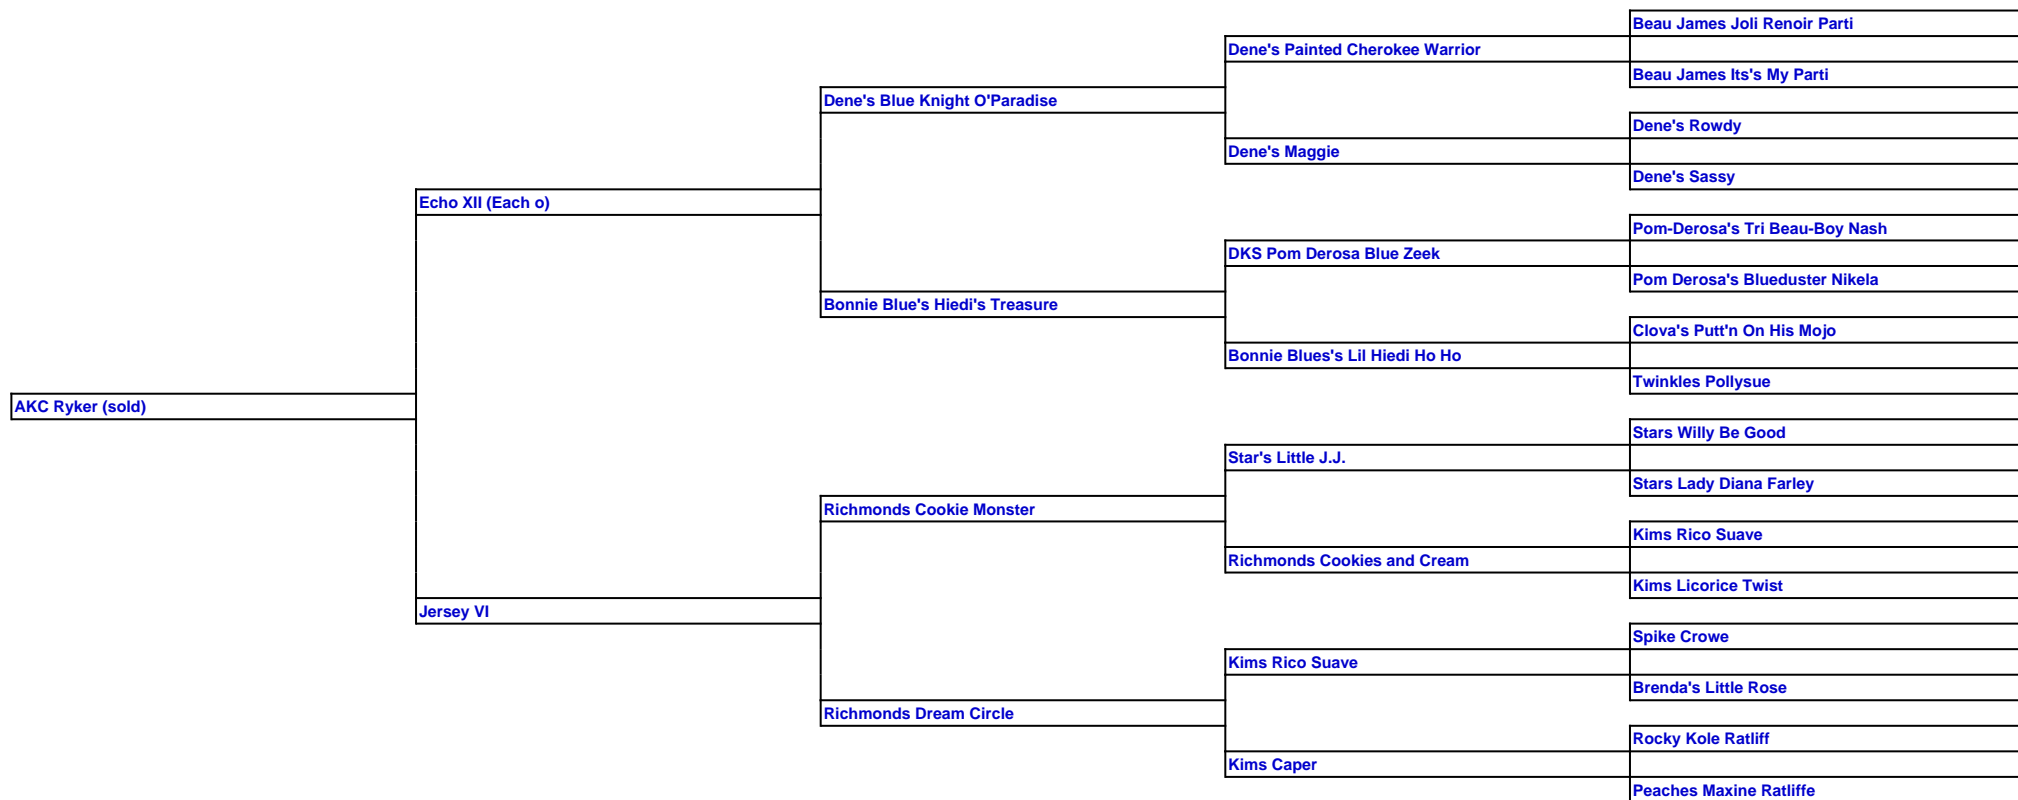 Beau James Joli Renoir Parti
Dene's Painted Cherokee Warrior
Beau James Its's My Parti
Dene's Blue Knight O'Paradise
Dene's Rowdy
Dene's Maggie
Dene's Sassy
Echo XII (Each o)
Pom-Derosa's Tri Beau-Boy Nash
DKS Pom Derosa Blue Zeek
Pom Derosa's Blueduster Nikela
Bonnie Blue's Hiedi's Treasure
Clova's Putt'n On His Mojo
Bonnie Blues's Lil Hiedi Ho Ho
Twinkles Pollysue
AKC Ryker (sold)
Stars Willy Be Good
Star's Little J.J.
Stars Lady Diana Farley
Richmonds Cookie Monster
Kims Rico Suave
Richmonds Cookies and Cream
Kims Licorice Twist
Jersey VI
Spike Crowe
Kims Rico Suave
Brenda's Little Rose
Richmonds Dream Circle
Rocky Kole Ratliff
Kims Caper
Peaches Maxine Ratliffe